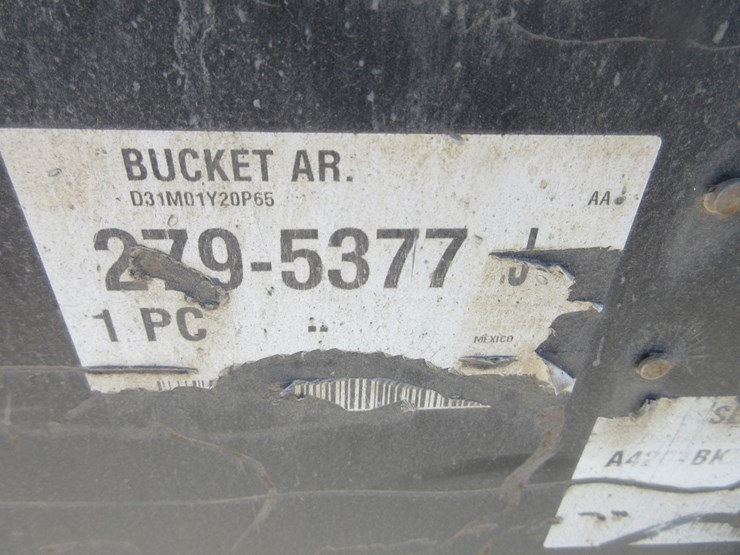 BUCKET AR.
D31M01Y20P65
AA
279-5377 J
1 PC
MEXICO